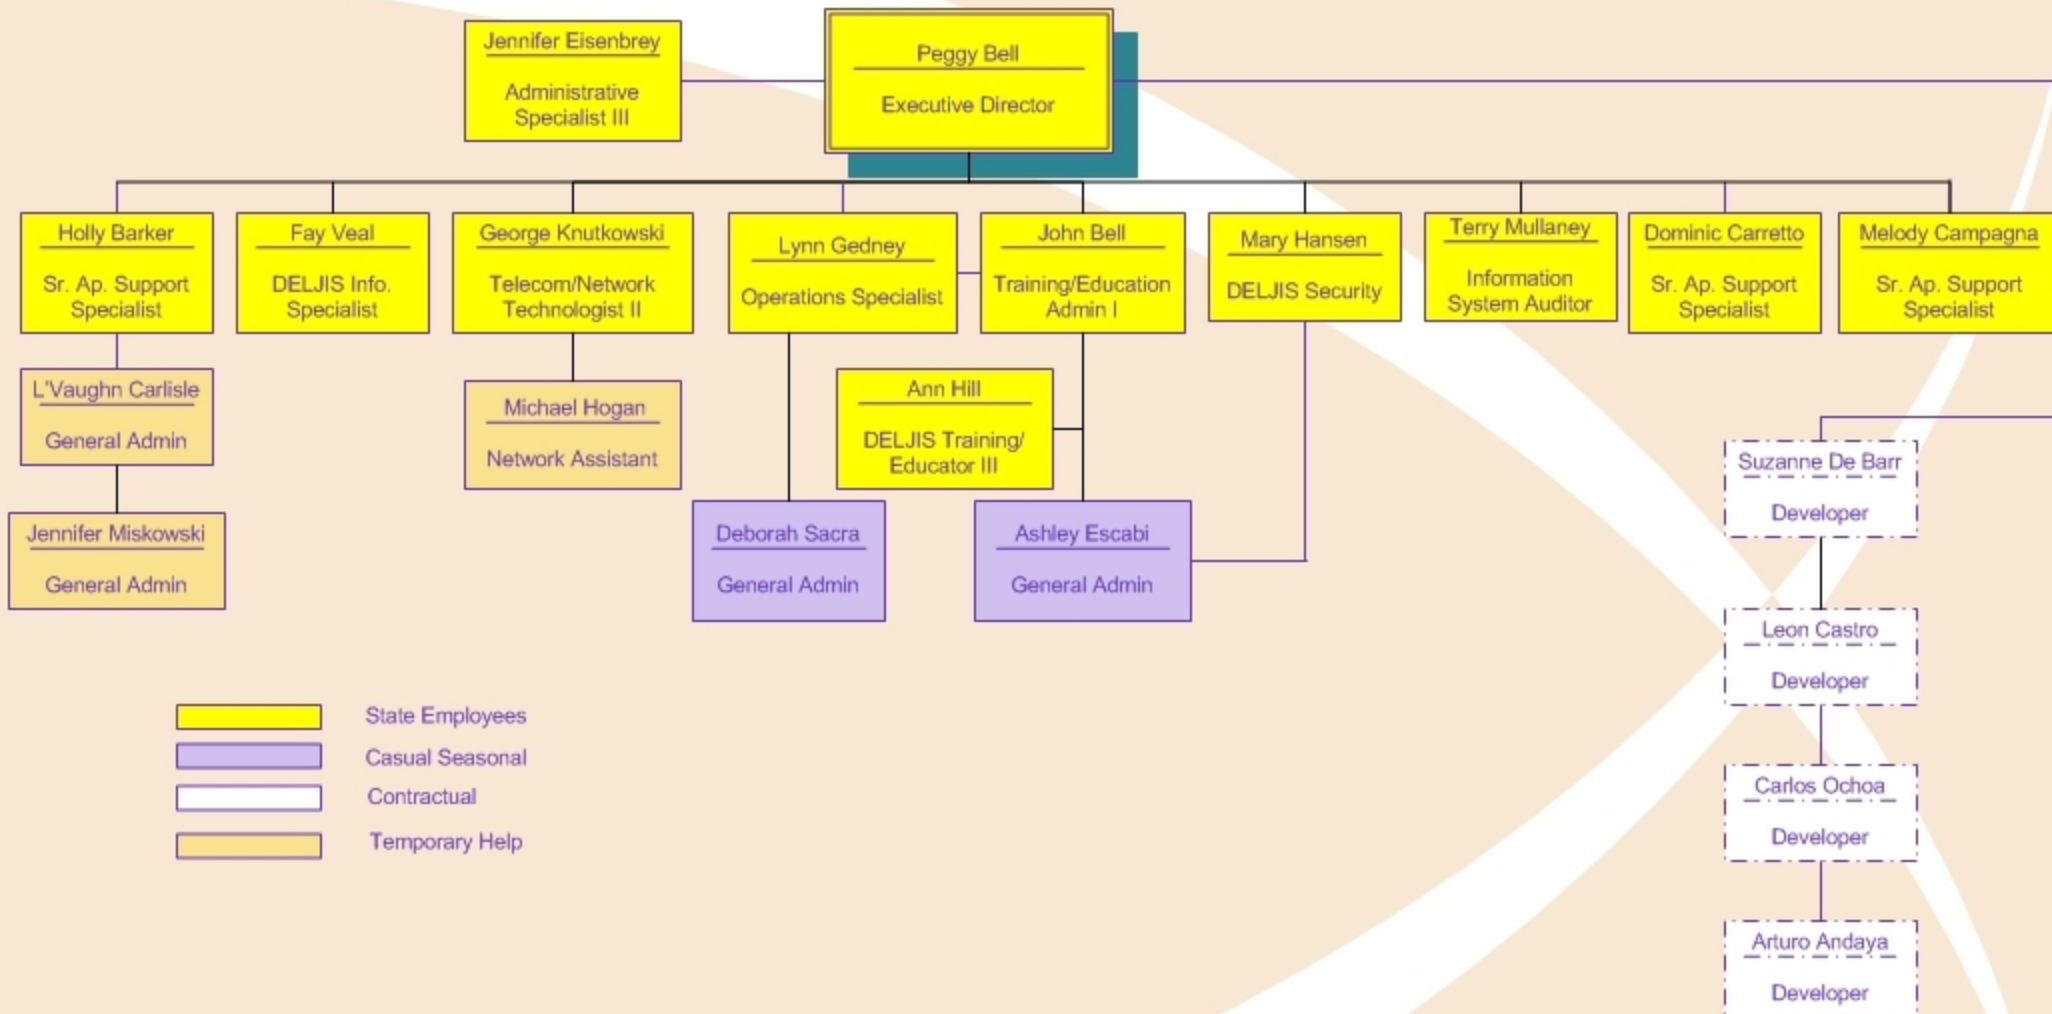 Jennifer Eisenbrey
Administrative
Specialist III
Peggy Bell
Executive Director
Holly Barker
Sr. Ap. Support
Specialist
Fay Veal
DELJIS Info.
Specialist
George Knutkowski
Telecom/Network
Technologist II
Lynn Gedney
Operations Specialist
John Bell
Training/Education
Admin I
Mary Hansen
DELJIS Security
Terry Mullaney
Information
System Auditor
Dominic Carretto
Sr. Ap. Support
Specialist
Melody Campagna
Sr. Ap. Support
Specialist
L'Vaughn Carlisle
General Admin
Michael Hogan
Network Assistant
Ann Hill
DELJIS Training/
Educator III
Jennifer Miskowski
General Admin
Deborah Sacra
General Admin
Ashley Escabi
General Admin
Suzanne De Barr
Developer
Leon Castro
Developer
Carlos Ochoa
Developer
Arturo Andaya
Developer
State Employees
Casual Seasonal
Contractual
Temporary Help